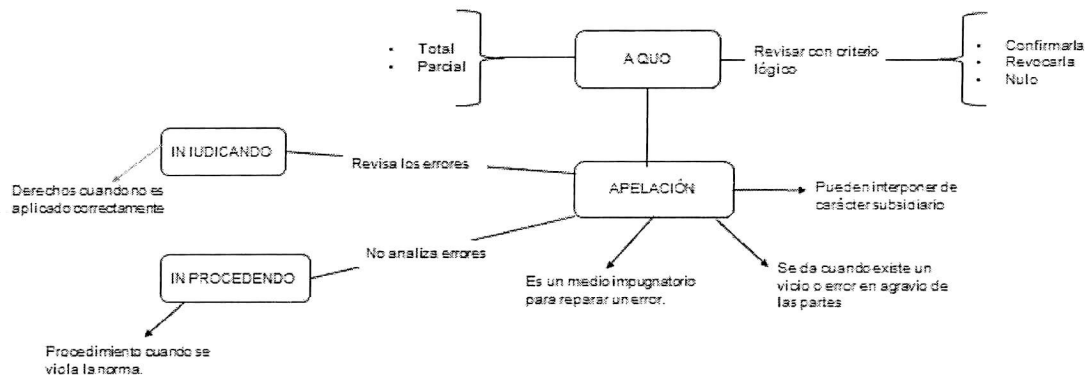 • Total
• Parcial
A QUO
Revisar con criterio
lógico
• Confirmarla
• Revocarla
• Nulo
IN IUDICANDO
Revisa los errores
Derechos cuando no es
aplicado correctamente
APELACIÓN
Pueden interponer de
carácter subsidiario
No analiza errores
IN PROCEDENDO
Es un medio impugnatorio
para reparar un error.
Se da cuando existe un
vicio o error en agravio de
las partes
Procedimiento cuando se
viola la norma.